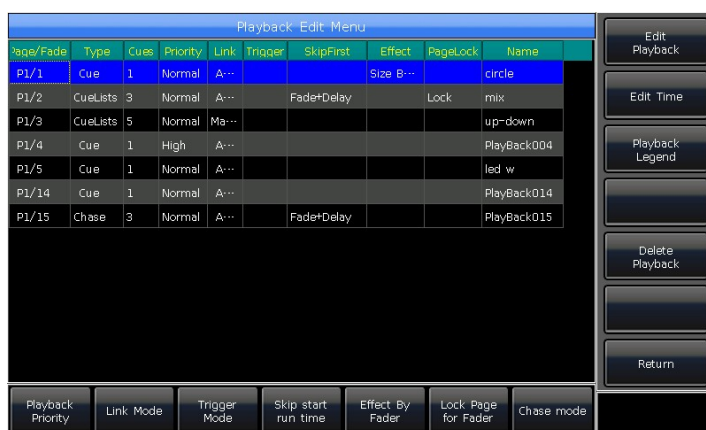 Playback Edit Menu
Page/Fade Type Cues Priority Link Trigger SkipFirst Effect PageLock Name
P1/1 Cue 1 Normal A··· Size B··· circle
P1/2 CueLists 3 Normal A··· Fade+Delay Lock mix
P1/3 CueLists 5 Normal Ma··· up-down
P1/4 Cue 1 High A··· PlayBack004
P1/5 Cue 1 Normal A··· led w
P1/14 Cue 1 Normal A··· PlayBack014
P1/15 Chase 3 Normal A··· Fade+Delay PlayBack015
Edit
Playback
Edit Time
Playback
Legend
Delete
Playback
Return
Playback
Priority
Link Mode
Trigger
Mode
Skip start
run time
Effect By
Fader
Lock Page
for Fader
Chase mode